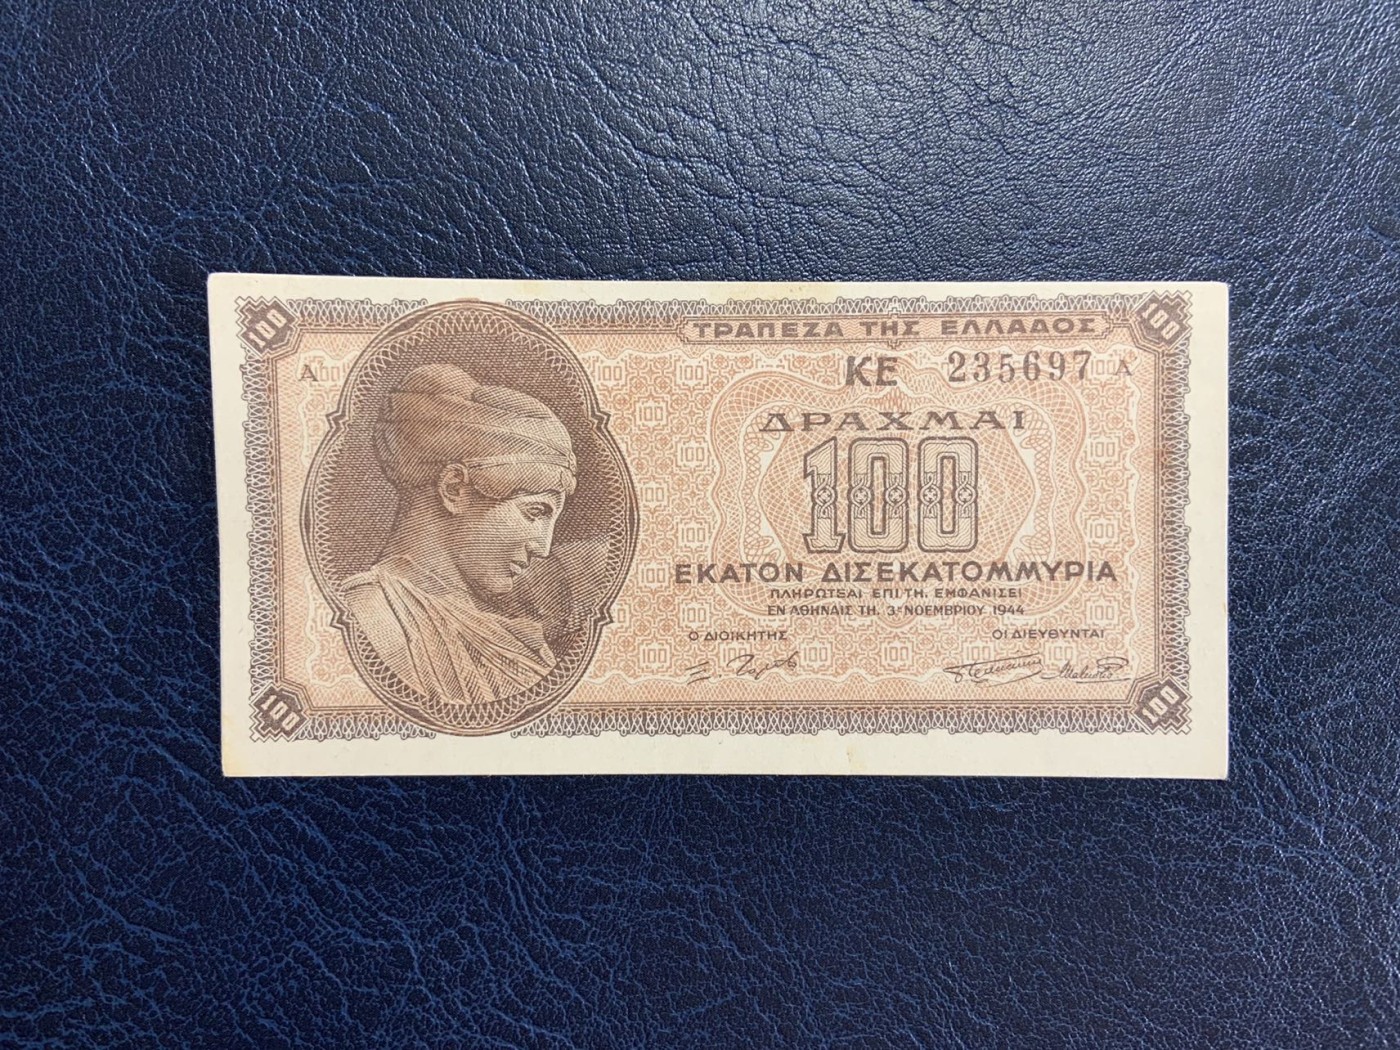 100 100
ΤΡΑΠΕΖΑ ΤΗΣ ΕΛΛΑΔΟΣ
Α ΚΕ 235697 Α
ΔΡΑΧΜΑΙ
100
ΕΚΑΤΟΝ ΔΙΣΕΚΑΤΟΜΜΥΡΙΑ
ΠΛΗΡΩΤΕΑΙ ΕΠΙ ΤΗ. ΕΜΦΑΝΙΣΕΙ
ΕΝ ΑΘΗΝΑΙΣ ΤΗ. 3ῃ ΝΟΕΜΒΡΙΟΥ 1944
Ο ΔΙΟΙΚΗΤΗΣ ΟΙ ΔΙΕΥΘΥΝΤΑΙ
100 100